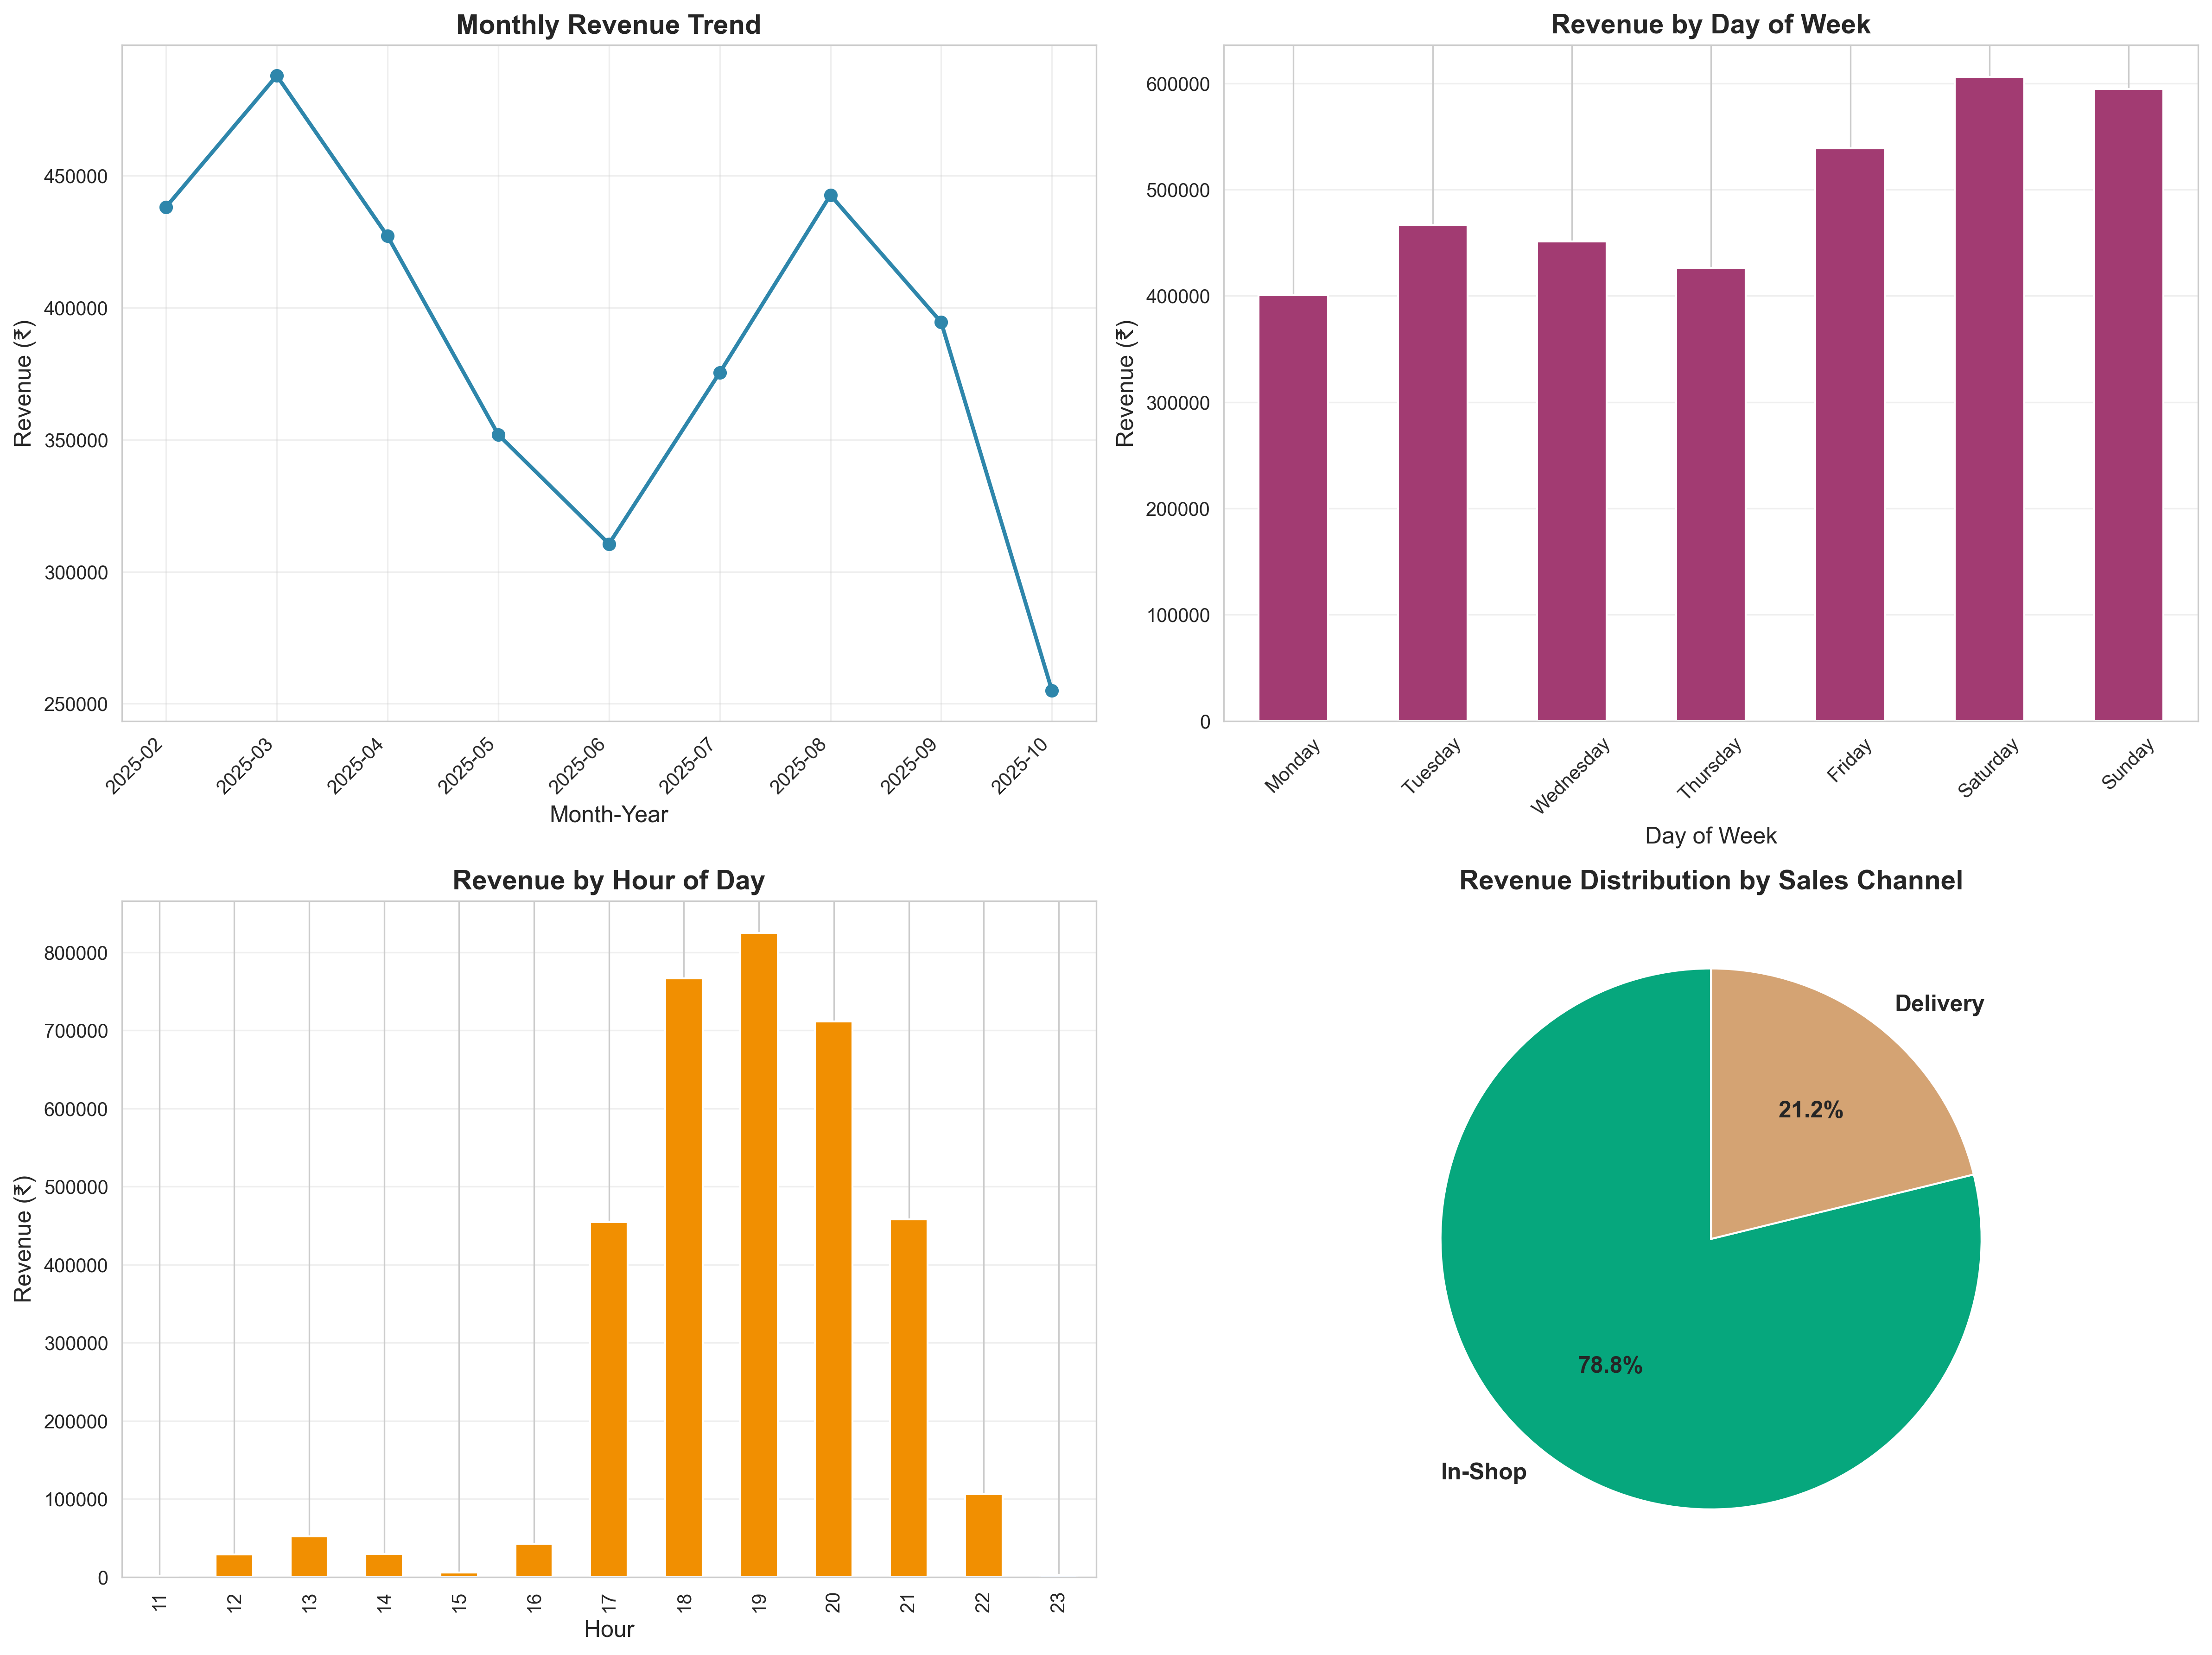 Monthly Revenue Trend
Revenue (₹)
450000
400000
350000
300000
250000
2025-02
2025-03
2025-04
2025-05
2025-06
2025-07
2025-08
2025-09
2025-10
Month-Year
Revenue by Day of Week
Revenue (₹)
600000
500000
400000
300000
200000
100000
0
Monday
Tuesday
Wednesday
Thursday
Friday
Saturday
Sunday
Day of Week
Revenue by Hour of Day
Revenue (₹)
800000
700000
600000
500000
400000
300000
200000
100000
0
11
12
13
14
15
16
17
18
19
20
21
22
23
Hour
Revenue Distribution by Sales Channel
Delivery
21.2%
78.8%
In-Shop